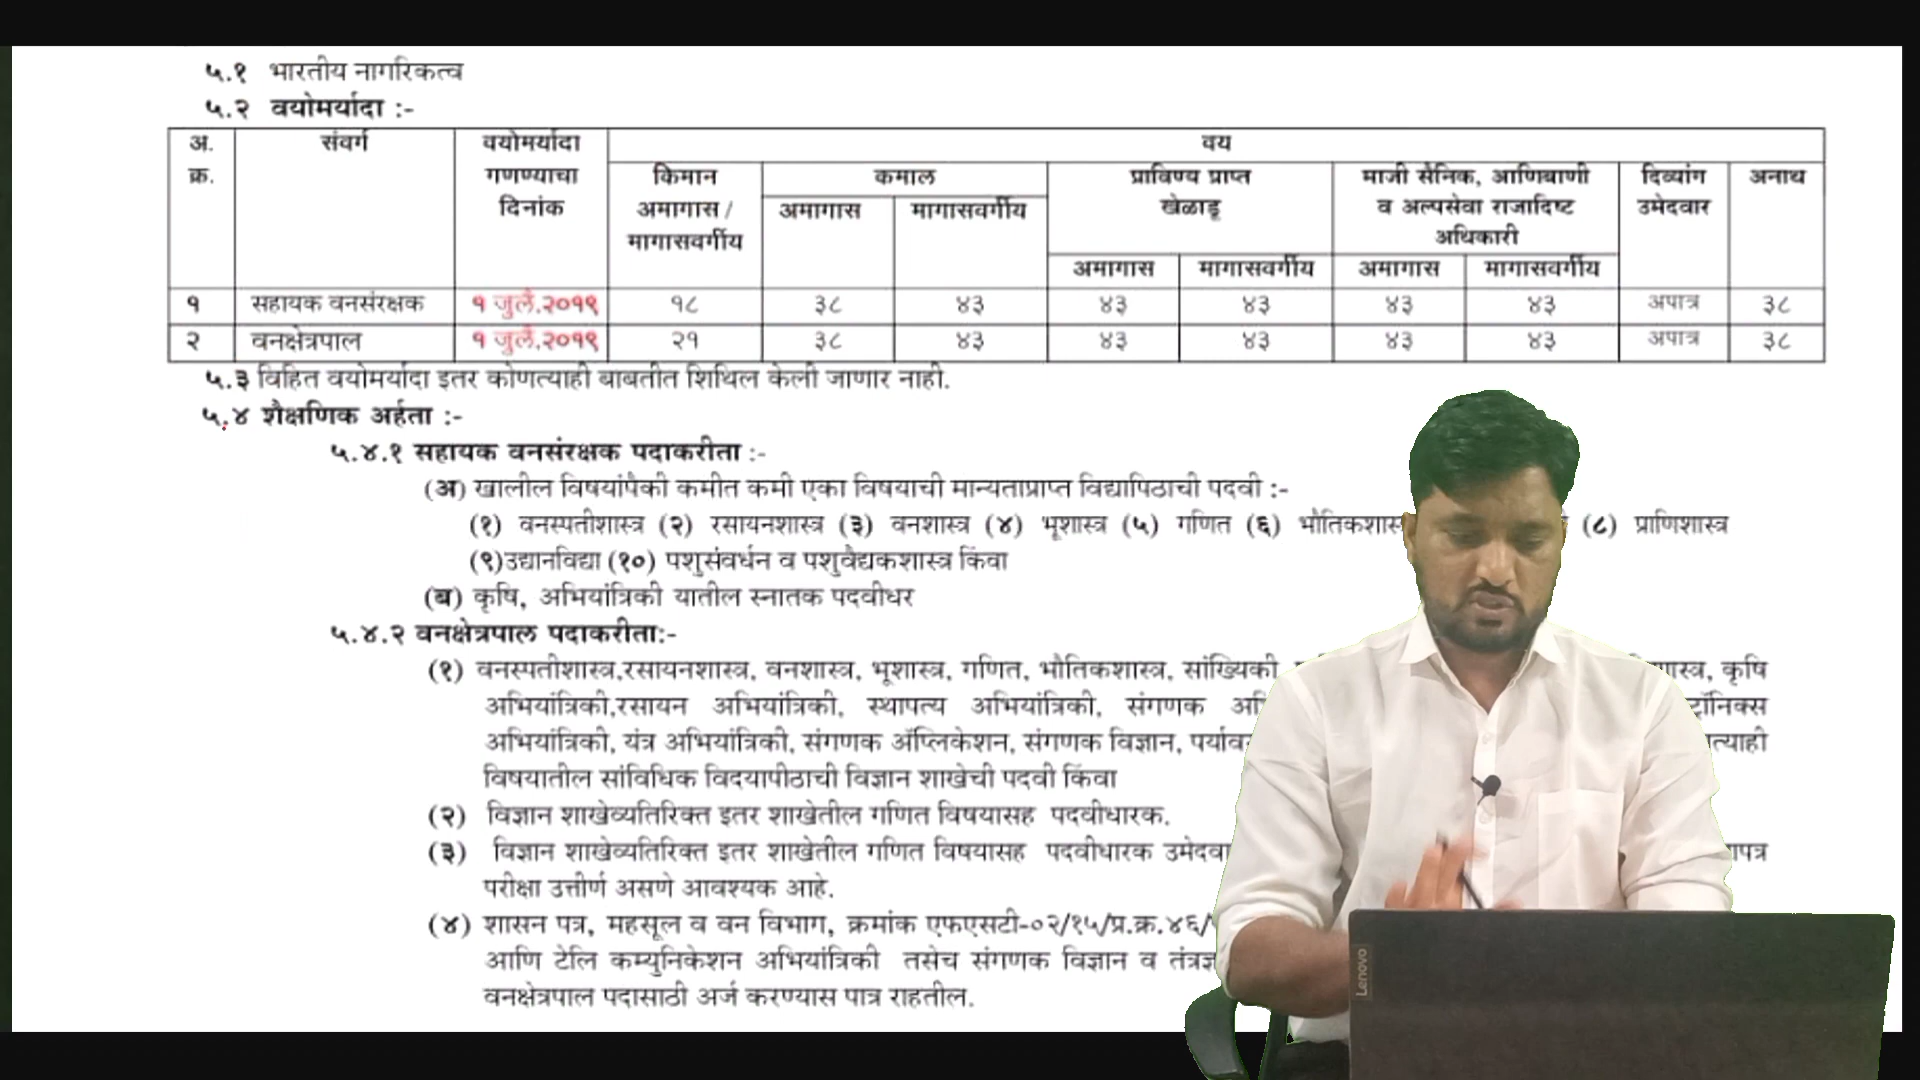 ५.१ भारतीय नागरिकत्व
५.२ वयोमर्यादा :-
अ. क्र. संवर्ग वयोमर्यादा गणण्याचा दिनांक वय
किमान अमागास / मागासवर्गीय कमाल प्राविण्य प्राप्त खेळाडू माजी सैनिक, आणिबाणी व अल्पसेवा राजादिष्ट अधिकारी दिव्यांग उमेदवार अनाथ
अमागास मागासवर्गीय अमागास मागासवर्गीय अमागास मागासवर्गीय
१ सहायक वनसंरक्षक १ जुलै,२०१९ १८ ३८ ४३ ४३ ४३ ४३ ४३ अपात्र ३८
२ वनक्षेत्रपाल १ जुलै,२०१९ २१ ३८ ४३ ४३ ४३ ४३ ४३ अपात्र ३८
५.३ विहित वयोमर्यादा इतर कोणत्याही बाबतीत शिथिल केली जाणार नाही.
५.४ शैक्षणिक अर्हता :-
५.४.१ सहायक वनसंरक्षक पदाकरीता :-
(अ) खालील विषयांपैकी कमीत कमी एका विषयाची मान्यताप्राप्त विद्यापिठाची पदवी :-
(१) वनस्पतीशास्त्र (२) रसायनशास्त्र (३) वनशास्त्र (४) भूशास्त्र (५) गणित (६) (८) प्राणिशास्त्र
(९)उद्यानविद्या (१०) पशुसंवर्धन व पशुवैद्यकशास्त्र किंवा
(ब) कृषि, अभियांत्रिकी यातील स्नातक पदवीधर
५.४.२ वनक्षेत्रपाल पदाकरीता:-
(१) वनस्पतीशास्त्र,रसायनशास्त्र, वनशास्त्र, भूशास्त्र, गणित, भौतिकशास्त्र, सांख्यिकी, कृषि
अभियांत्रिकी,रसायन अभियांत्रिकी, स्थापत्य अभियांत्रिकी, संगणक
अभियांत्रिकी, यंत्र अभियांत्रिकी, संगणक ॲप्लिकेशन, संगणक विज्ञान,
विषयातील सांविधिक विदयापीठाची विज्ञान शाखेची पदवी किंवा
(२) विज्ञान शाखेव्यतिरिक्त इतर शाखेतील गणित विषयासह पदवीधारक.
(३) विज्ञान शाखेव्यतिरिक्त इतर शाखेतील गणित विषयासह पदवीधारक
परीक्षा उत्तीर्ण असणे आवश्यक आहे.
(४) शासन पत्र, महसूल व वन विभाग, क्रमांक एफएसटी-०२/१५/प्र.क्र.४६/
आणि टेलि कम्युनिकेशन अभियांत्रिकी तसेच संगणक विज्ञान व
वनक्षेत्रपाल पदासाठी अर्ज करण्यास पात्र राहतील.
Lenovo